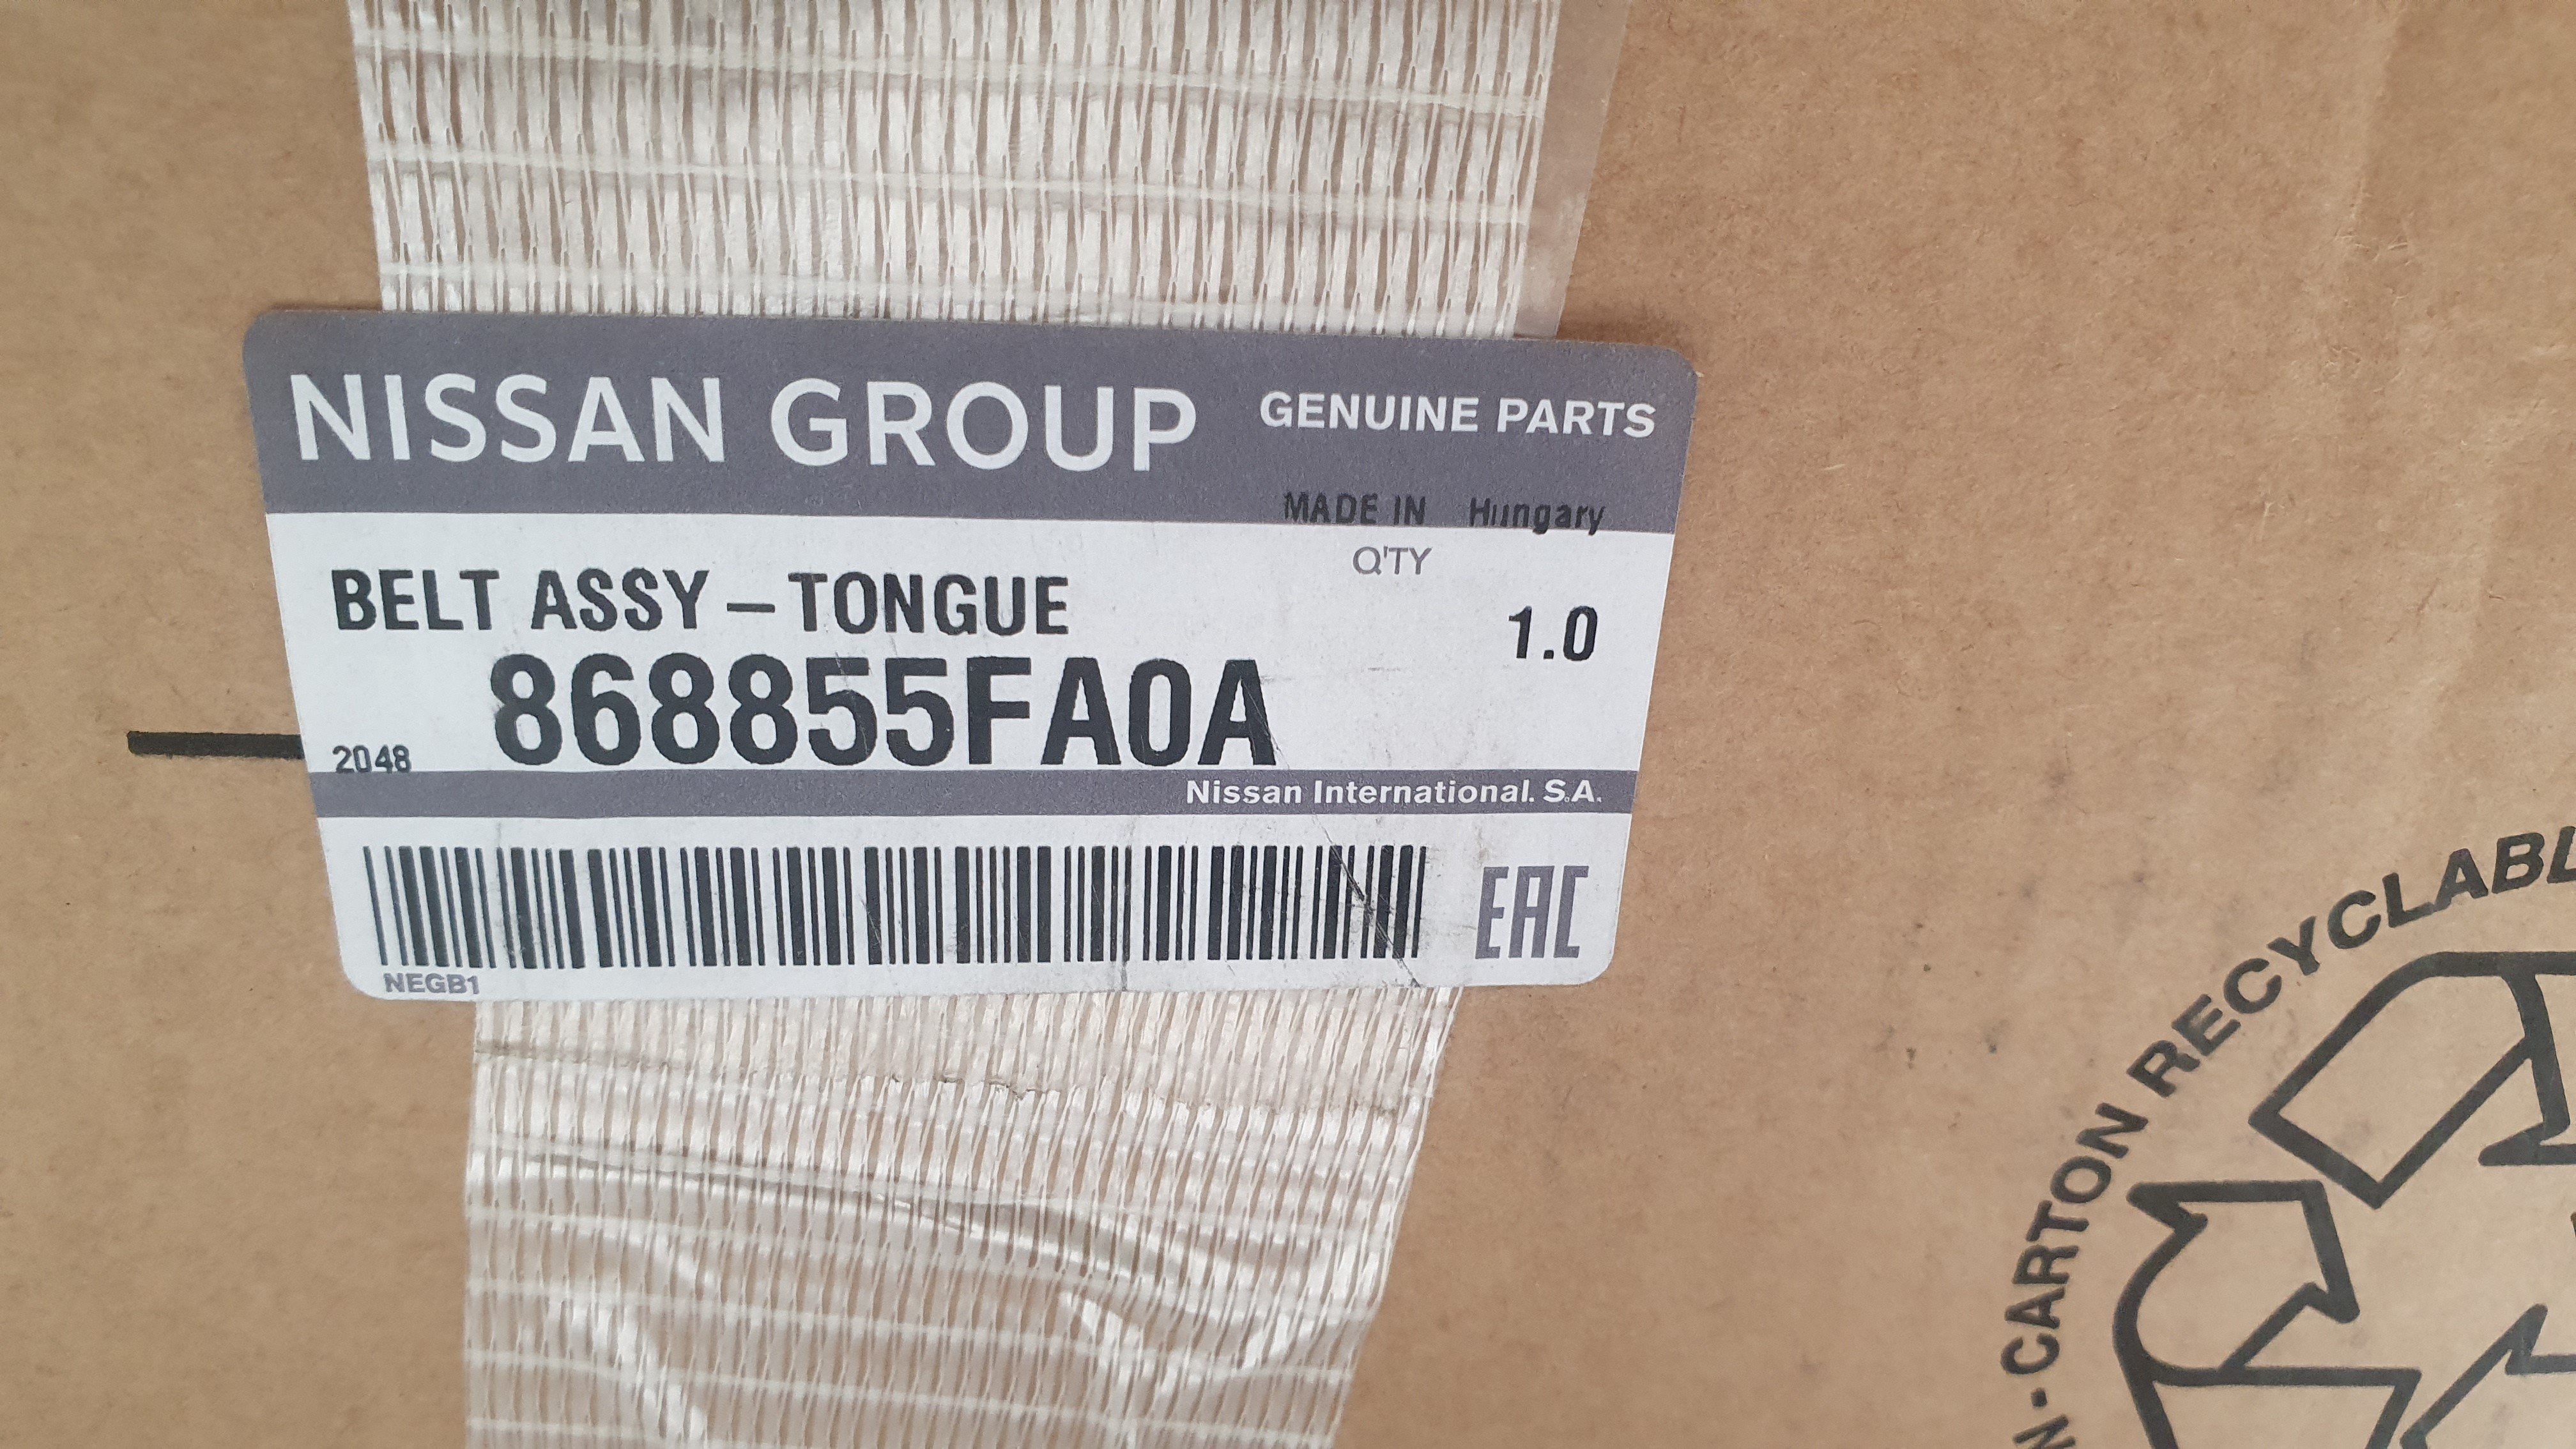 NISSAN GROUP GENUINE PARTS
MADE IN Hungary
Q'TY
BELT ASSY-TONGUE
1.0
868855FA0A
2048
Nissan International. S.A.
EAC
NEGB1
CARTON RECYCLABL